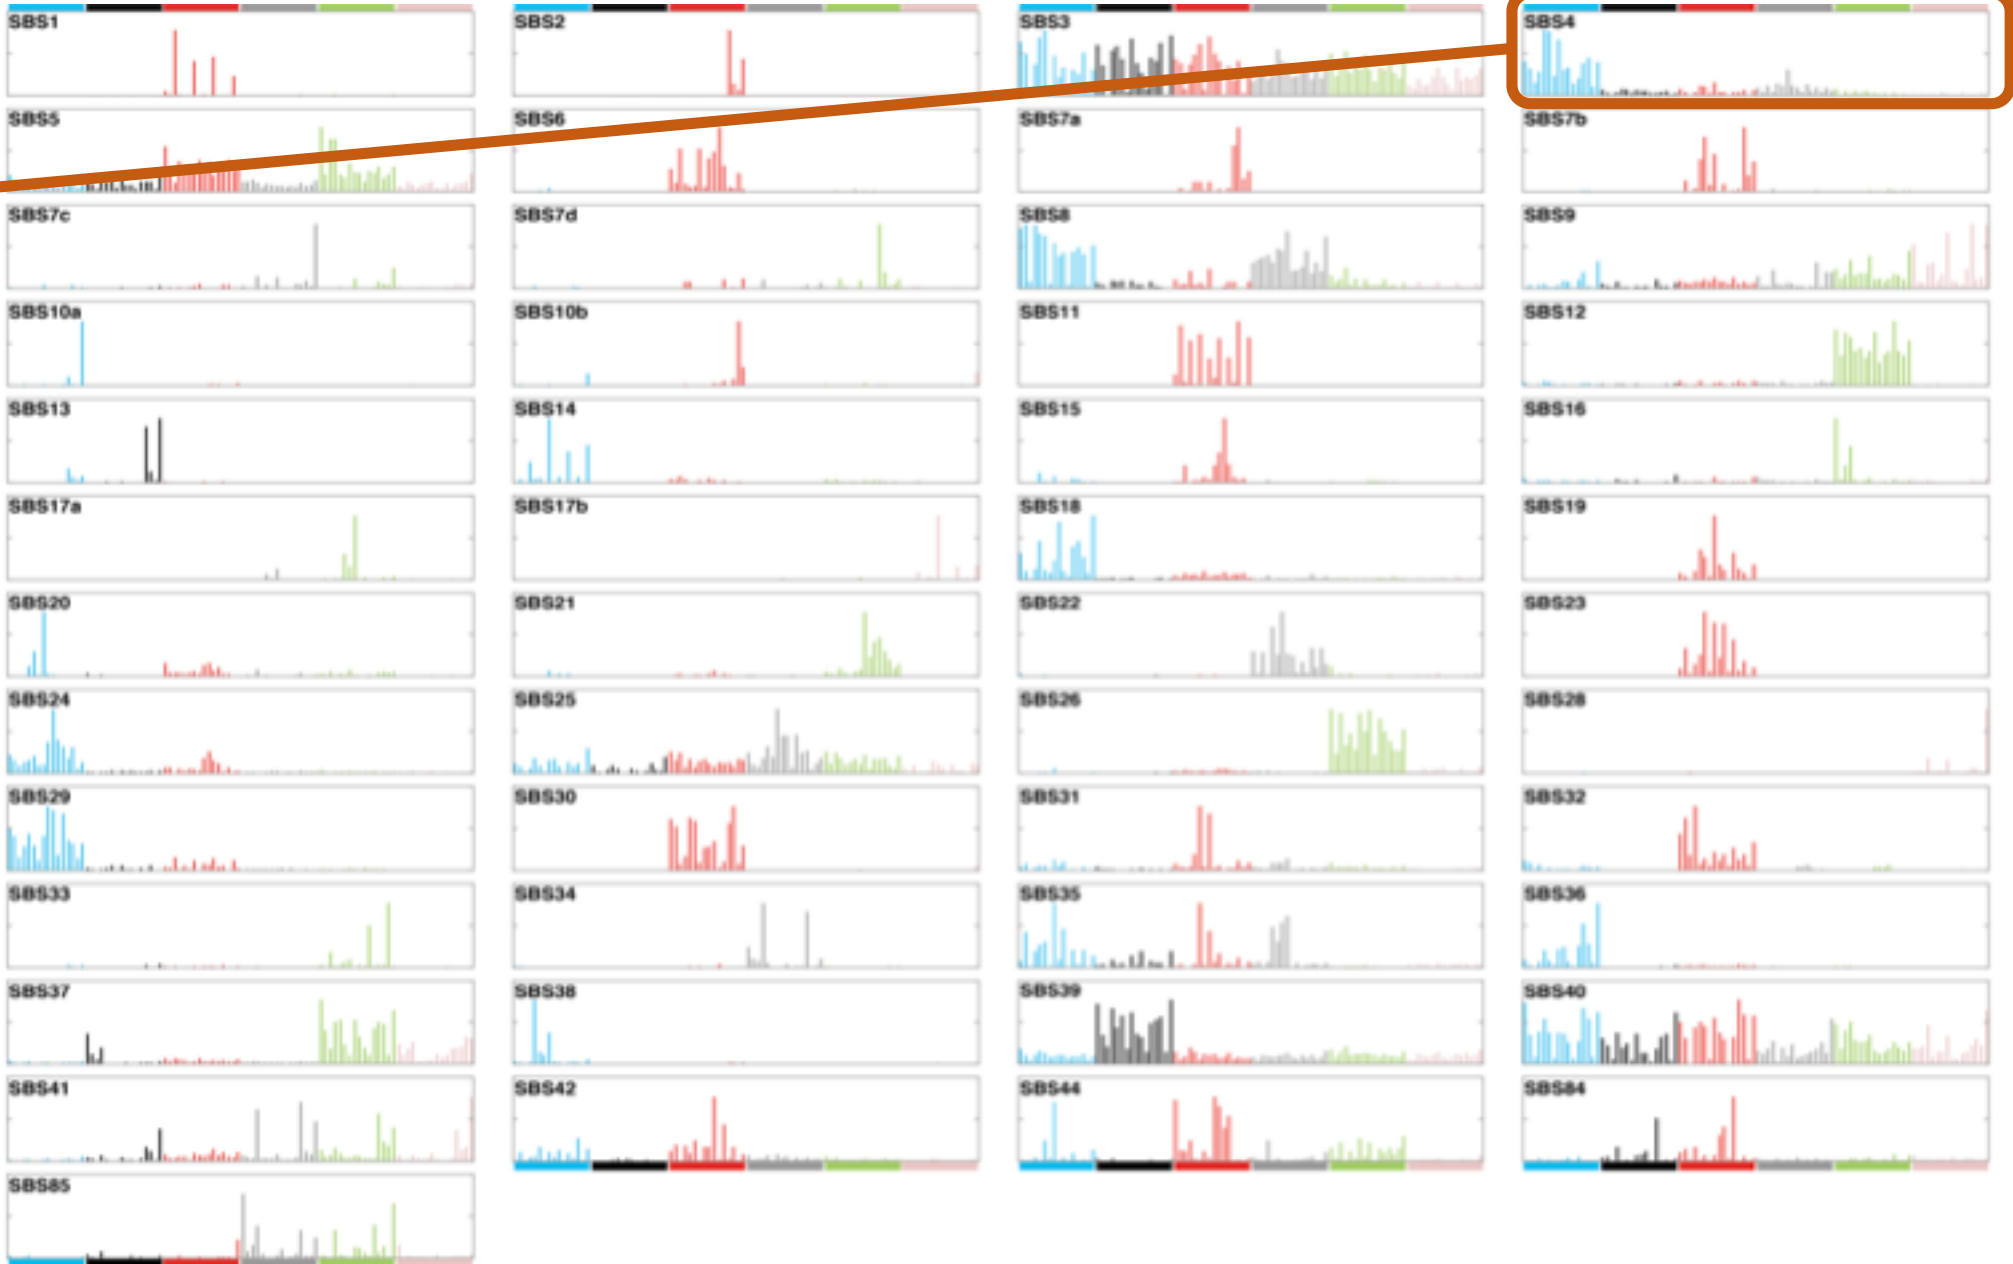 SBS1 SBS2 SBS3 SBS4
SBS5 SBS6 SBS7a SBS7b
SBS7c SBS7d SBS8 SBS9
SBS10a SBS10b SBS11 SBS12
SBS13 SBS14 SBS15 SBS16
SBS17a SBS17b SBS18 SBS19
SBS20 SBS21 SBS22 SBS23
SBS24 SBS25 SBS26 SBS28
SBS29 SBS30 SBS31 SBS32
SBS33 SBS34 SBS35 SBS36
SBS37 SBS38 SBS39 SBS40
SBS41 SBS42 SBS44 SBS84
SBS85